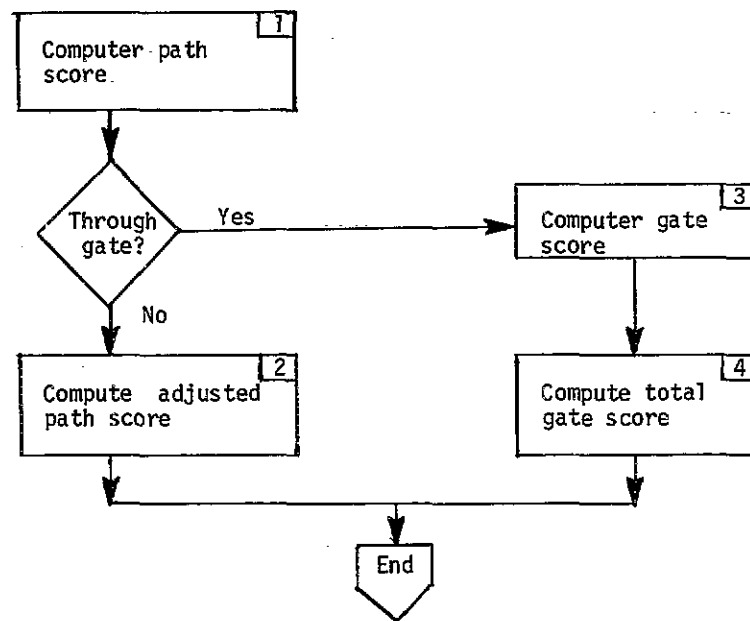 1
Computer path
score
Through
gate?
Yes
No
3
Computer gate
score
2
Compute adjusted
path score
4
Compute total
gate score
End